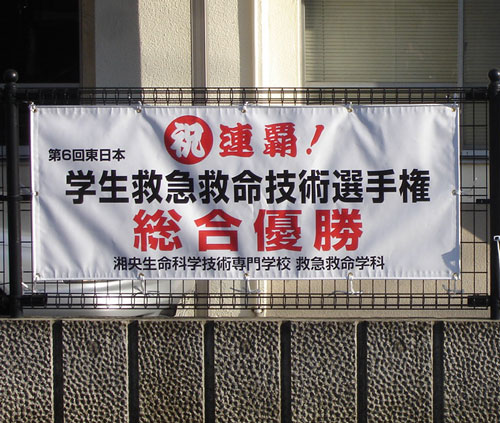 祝 連覇!
第6回東日本
学生救急救命技術選手権
総合優勝
湘央生命科学技術専門学校 救急救命学科